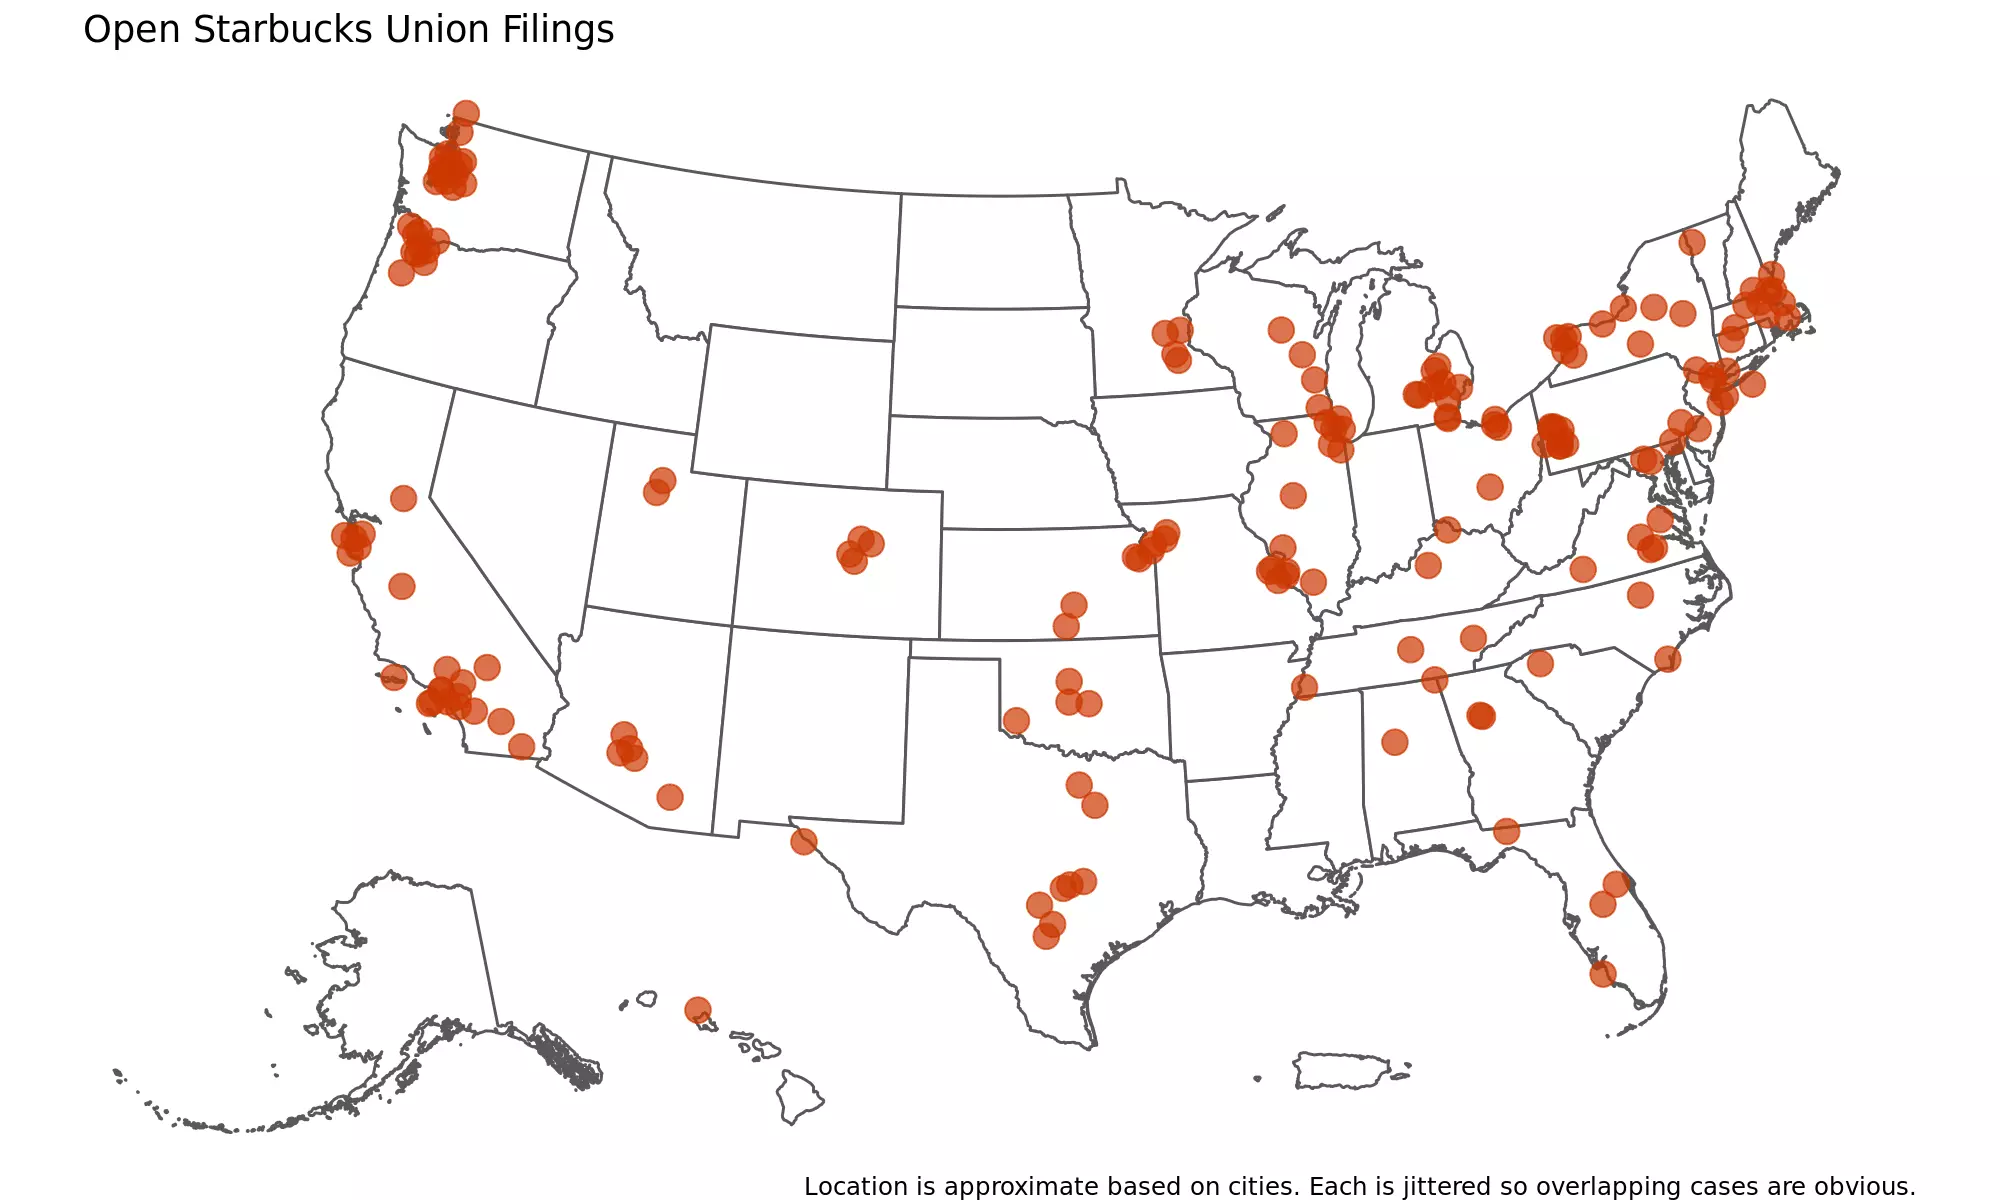 Open Starbucks Union Filings
Location is approximate based on cities. Each is jittered so overlapping cases are obvious.